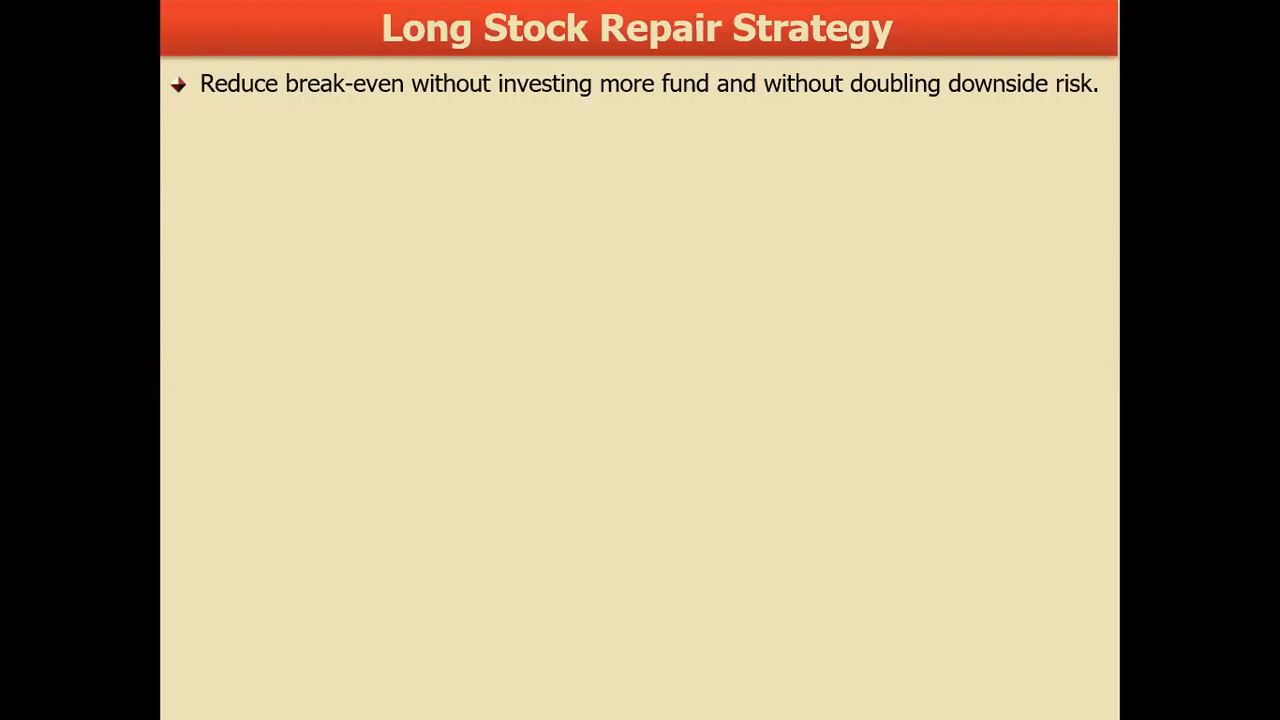 Long Stock Repair Strategy
Reduce break-even without investing more fund and without doubling downside risk.